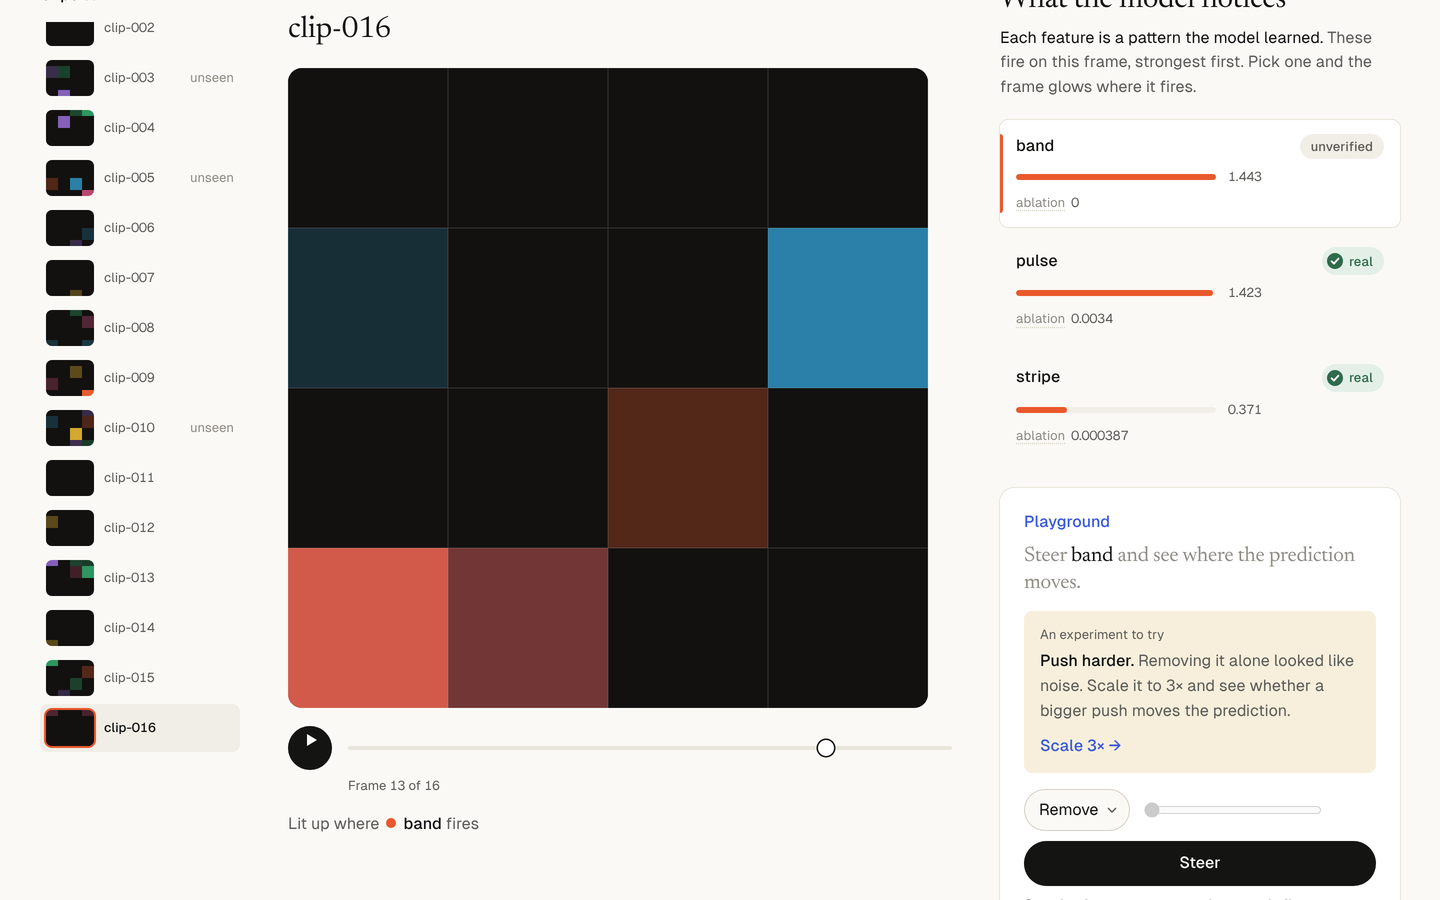 clip-002
clip-003 unseen
clip-004
clip-005 unseen
clip-006
clip-007
clip-008
clip-009
clip-010 unseen
clip-011
clip-012
clip-013
clip-014
clip-015
clip-016
clip-016
Frame 13 of 16
Lit up where band fires
What the model notices
Each feature is a pattern the model learned. These
fire on this frame, strongest first. Pick one and the
frame glows where it fires.
band unverified
1.443
ablation 0
pulse real
1.423
ablation 0.0034
stripe real
0.371
ablation 0.000387
Playground
Steer band and see where the prediction
moves.
An experiment to try
Push harder. Removing it alone looked like
noise. Scale it to 3× and see whether a
bigger push moves the prediction.
Scale 3× →
Remove
Steer